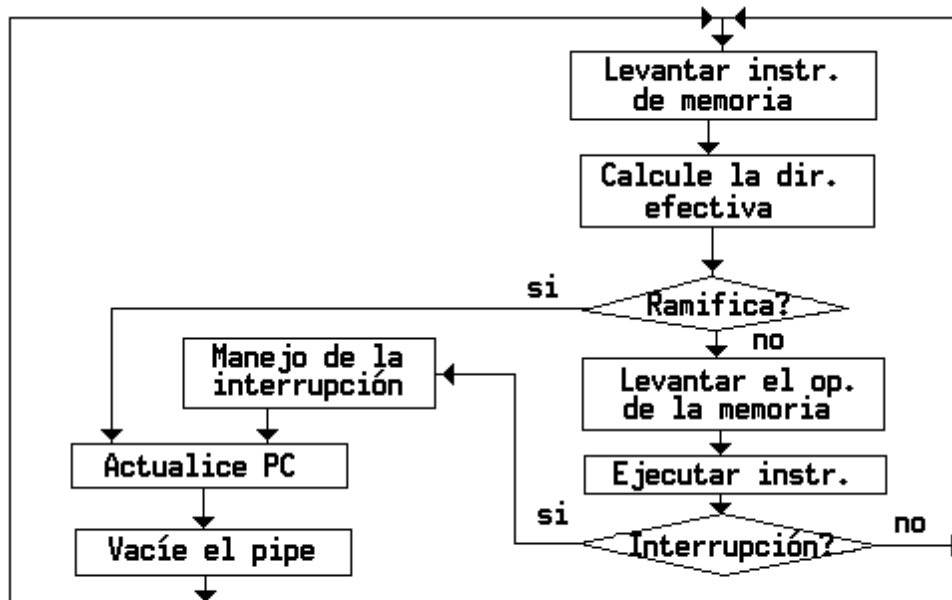 Levantar instr.
de memoria
Calcule la dir.
efectiva
si
Ramifica?
no
Manejo de la
interrupción
Levantar el op.
de la memoria
Actualice PC
Ejecutar instr.
si
no
Vacíe el pipe
Interrupción?